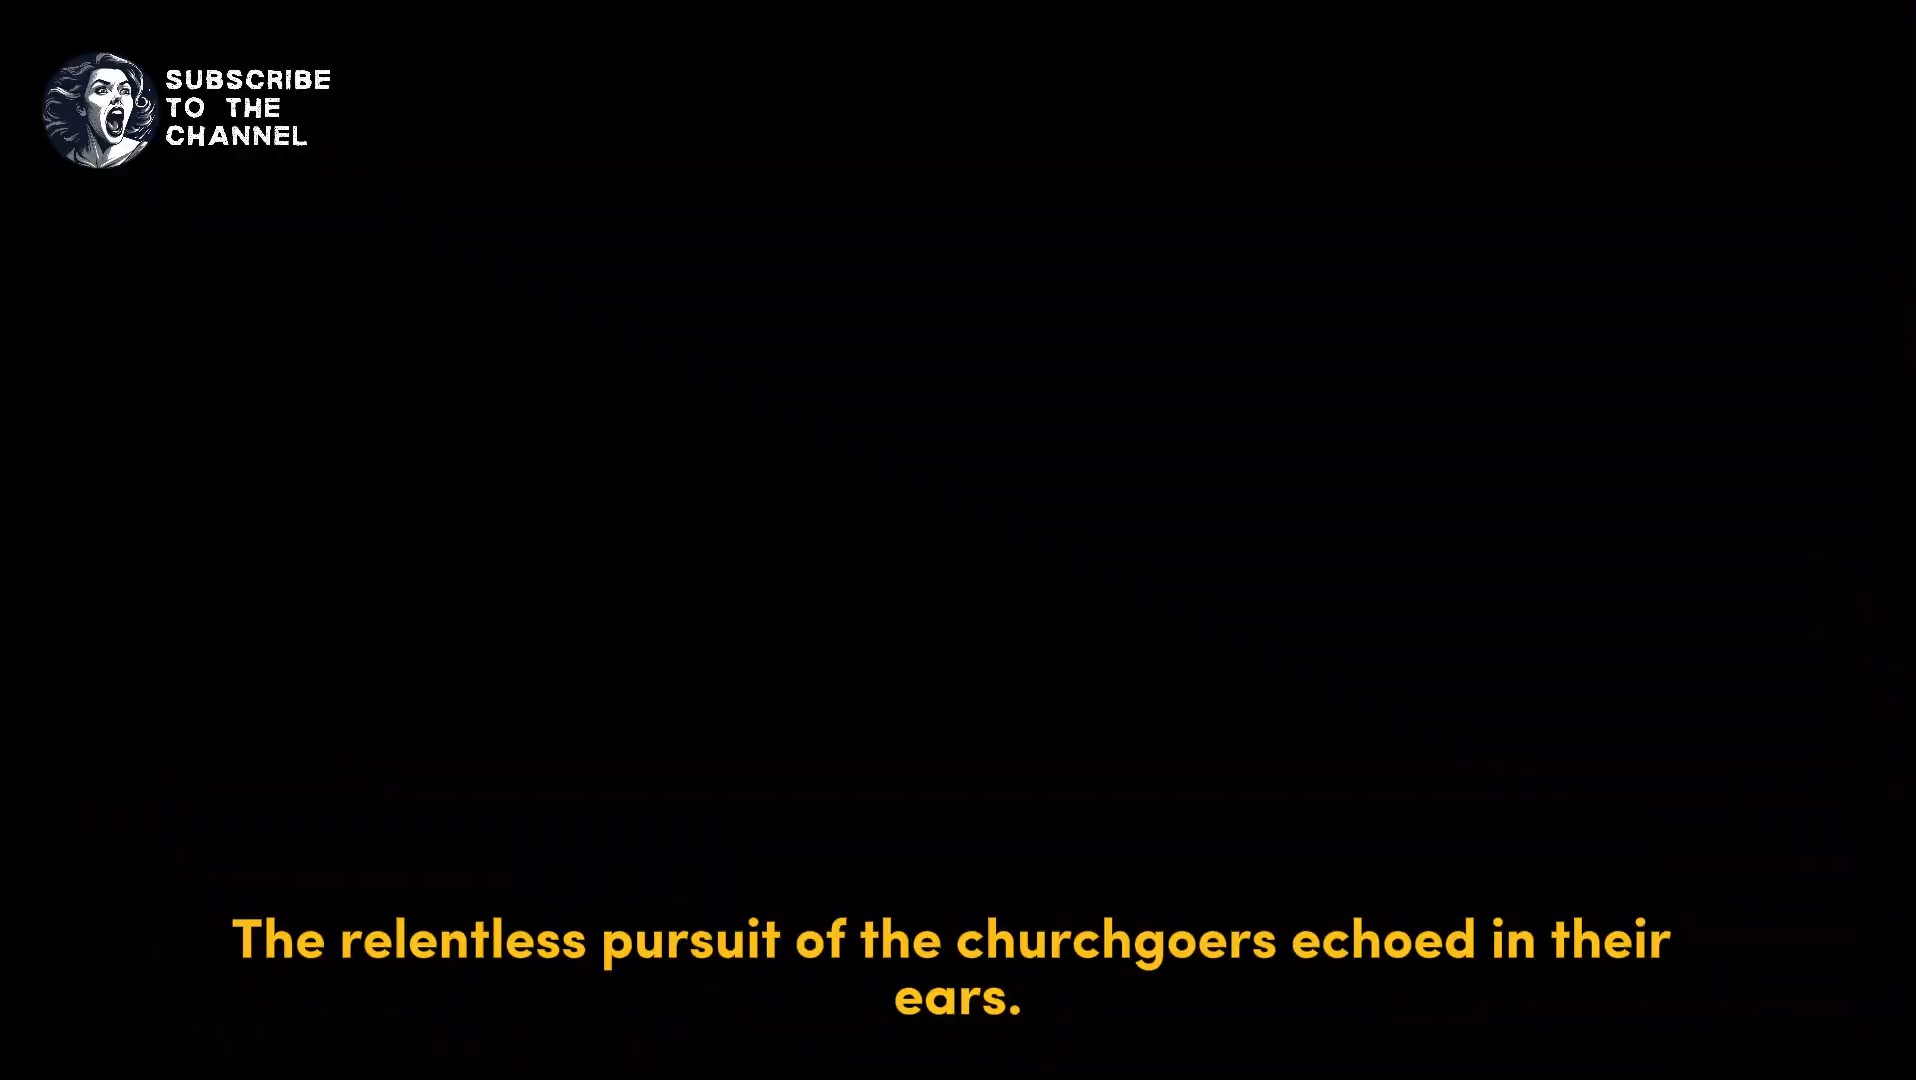 SUBSCRIBE
TO THE
CHANNEL
The relentless pursuit of the churchgoers echoed in their
ears.